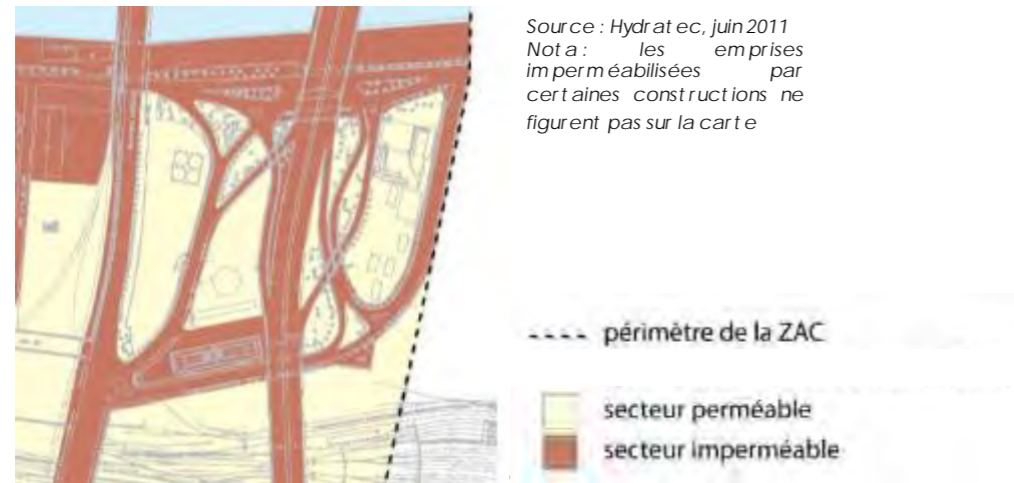 Source : Hydratec, juin 2011
Nota : les emprises
imperméabilisées par
certaines constructions ne
figurent pas sur la carte
périmètre de la ZAC
secteur perméable
secteur imperméable